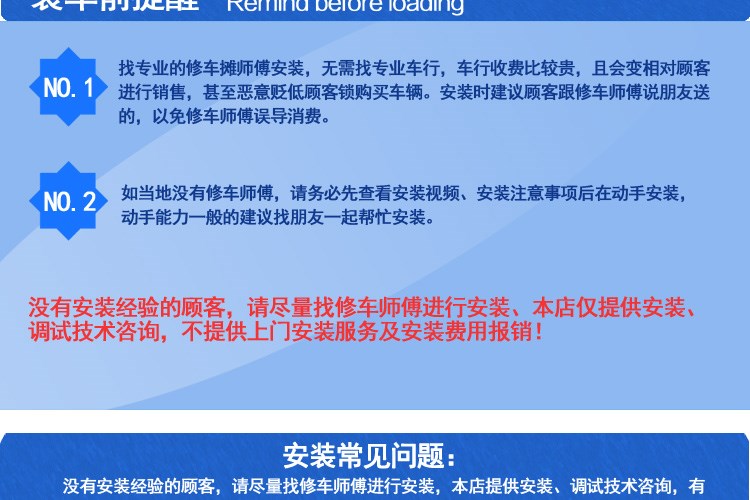 装车前提醒 Remind before loading
NO.1
找专业的修车摊师傅安装，无需找专业车行，车行收费比较贵，且会变相对顾客
进行销售，甚至恶意贬低顾客锁购买车辆。安装时建议顾客跟修车师傅说朋友送
的，以免修车师傅误导消费。
NO.2
如当地没有修车师傅，请务必先查看安装视频、安装注意事项后在动手安装，
动手能力一般的建议找朋友一起帮忙安装。
没有安装经验的顾客，请尽量找修车师傅进行安装、本店仅提供安装、
调试技术咨询，不提供上门安装服务及安装费用报销！
安装常见问题：
没有安装经验的顾客，请尽量找修车师傅进行安装，本店提供安装、调试技术咨询，有